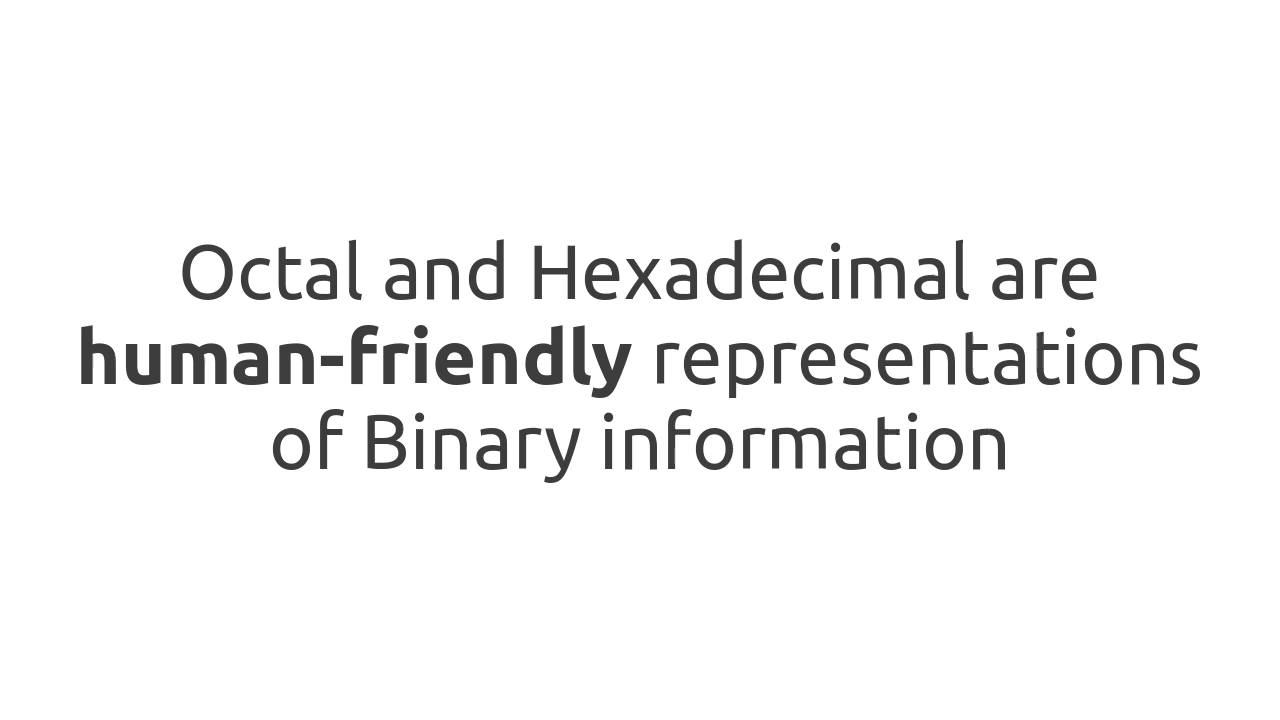 Octal and Hexadecimal are
human-friendly representations
of Binary information